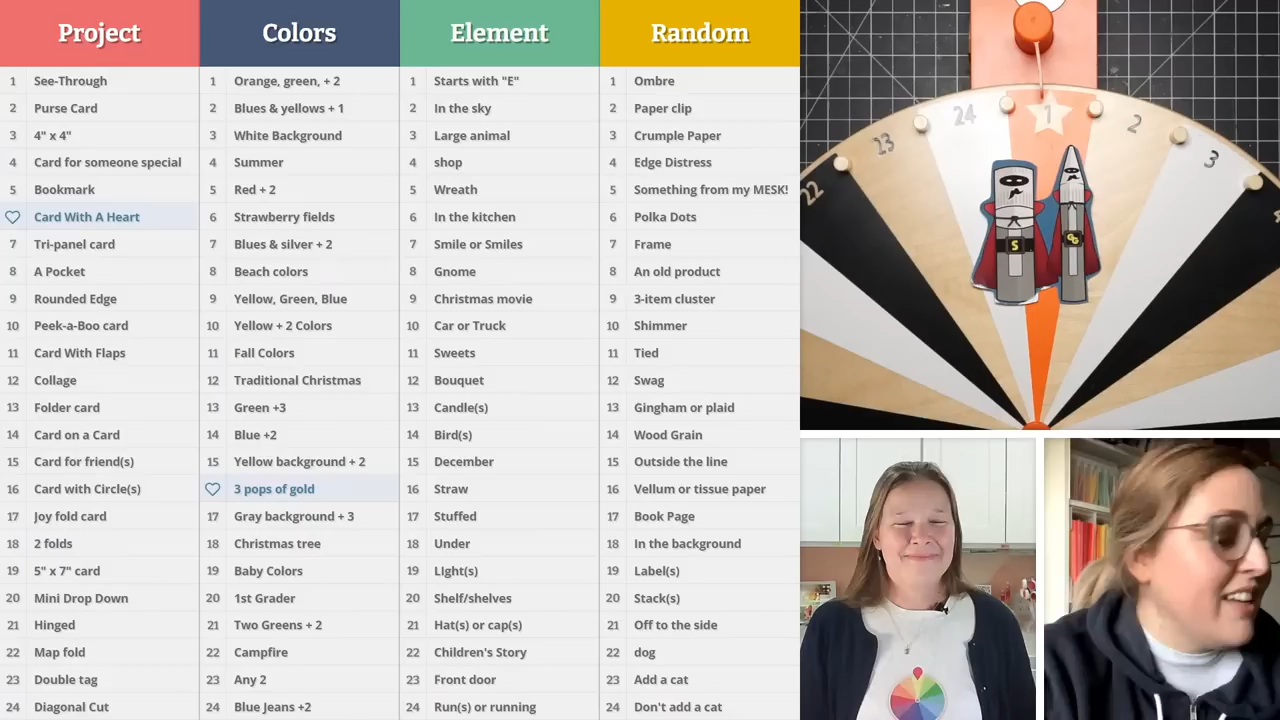 Project
1 See-Through
2 Purse Card
3 4" x 4"
4 Card for someone special
5 Bookmark
Card With A Heart
7 Tri-panel card
8 A Pocket
9 Rounded Edge
10 Peek-a-Boo card
11 Card With Flaps
12 Collage
13 Folder card
14 Card on a Card
15 Card for friend(s)
16 Card with Circle(s)
17 Joy fold card
18 2 folds
19 5" x 7" card
20 Mini Drop Down
21 Hinged
22 Map fold
23 Double tag
24 Diagonal Cut
Colors
1 Orange, green, + 2
2 Blues & yellows + 1
3 White Background
4 Summer
5 Red + 2
6 Strawberry fields
7 Blues & silver + 2
8 Beach colors
9 Yellow, Green, Blue
10 Yellow + 2 Colors
11 Fall Colors
12 Traditional Christmas
13 Green +3
14 Blue +2
15 Yellow background + 2
3 pops of gold
17 Gray background + 3
18 Christmas tree
19 Baby Colors
20 1st Grader
21 Two Greens + 2
22 Campfire
23 Any 2
24 Blue Jeans +2
Element
1 Starts with "E"
2 In the sky
3 Large animal
4 shop
5 Wreath
6 In the kitchen
7 Smile or Smiles
8 Gnome
9 Christmas movie
10 Car or Truck
11 Sweets
12 Bouquet
13 Candle(s)
14 Bird(s)
15 December
16 Straw
17 Stuffed
18 Under
19 Light(s)
20 Shelf/shelves
21 Hat(s) or cap(s)
22 Children's Story
23 Front door
24 Run(s) or running
Random
1 Ombre
2 Paper clip
3 Crumple Paper
4 Edge Distress
5 Something from my MESK!
6 Polka Dots
7 Frame
8 An old product
9 3-item cluster
10 Shimmer
11 Tied
12 Swag
13 Gingham or plaid
14 Wood Grain
15 Outside the line
16 Vellum or tissue paper
17 Book Page
18 In the background
19 Label(s)
20 Stack(s)
21 Off to the side
22 dog
23 Add a cat
24 Don't add a cat
22
23
24
1
2
3
S
GG